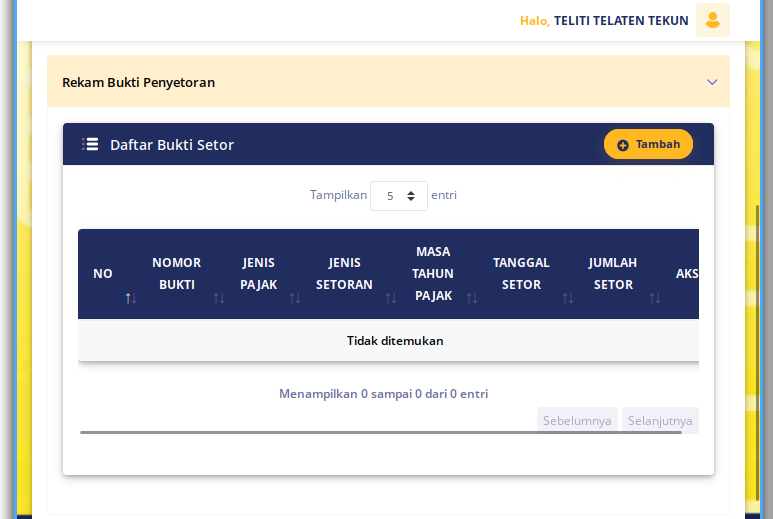 Halo, TELITI TELATEN TEKUN
Rekam Bukti Penyetoran
Daftar Bukti Setor
Tambah
Tampilkan 5 entri
NO
NOMOR
BUKTI
JENIS
PAJAK
JENIS
SETORAN
MASA
TAHUN
PAJAK
TANGGAL
SETOR
JUMLAH
SETOR
AKS
Tidak ditemukan
Menampilkan 0 sampai 0 dari 0 entri
Sebelumnya Selanjutnya